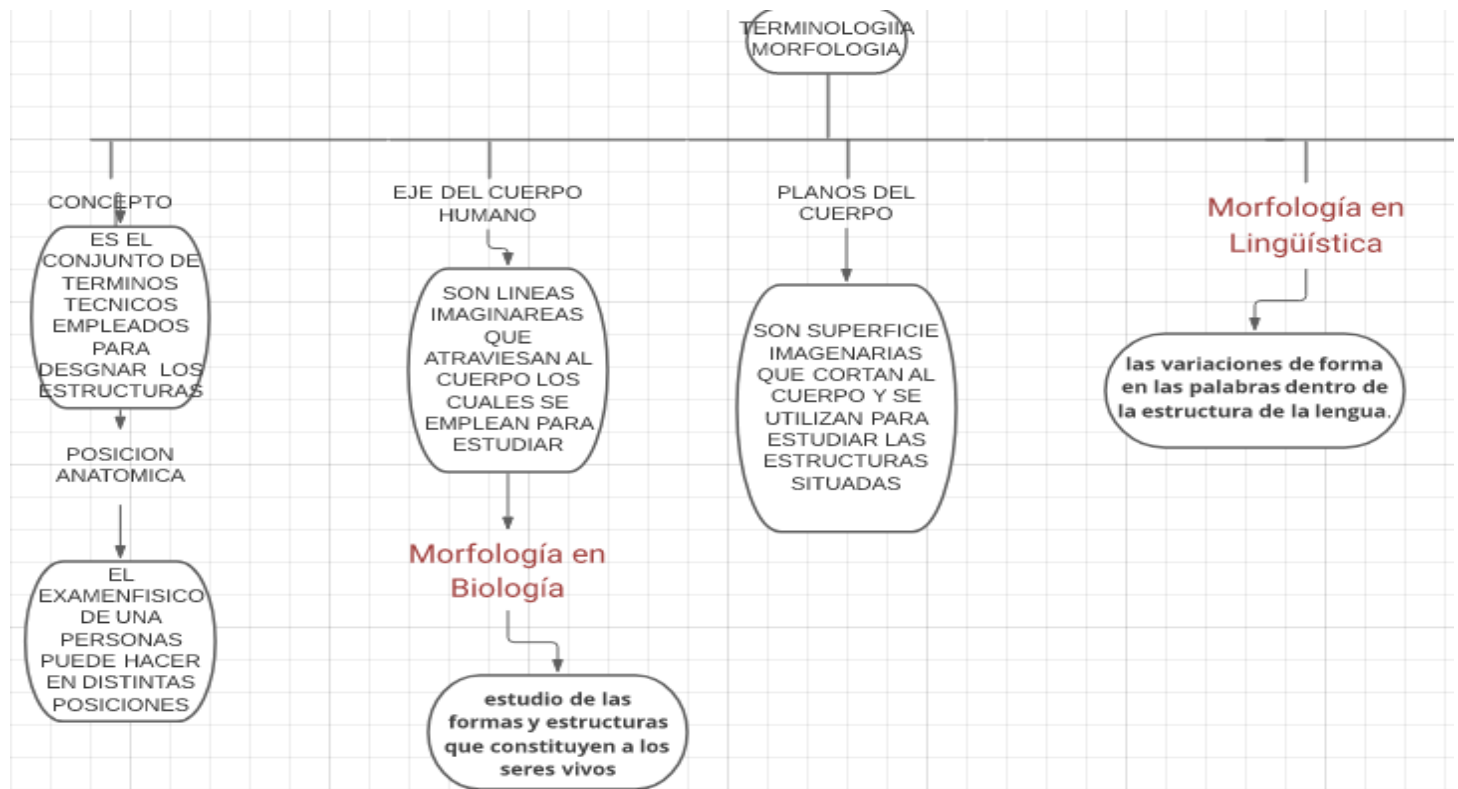 TERMINOLOGIIA
MORFOLOGIA
CONCEPTO
ES EL
CONJUNTO DE
TERMINOS
TECNICOS
EMPLEADOS
PARA
DESGNAR LOS
ESTRUCTURAS
POSICION
ANATOMICA
EL
EXAMENFISICO
DE UNA
PERSONAS
PUEDE HACER
EN DISTINTAS
POSICIONES
EJE DEL CUERPO
HUMANO
SON LINEAS
IMAGINAREAS
QUE
ATRAVIESAN AL
CUERPO LOS
CUALES SE
EMPLEAN PARA
ESTUDIAR
Morfología en
Biología
estudio de las
formas y estructuras
que constituyen a los
seres vivos
PLANOS DEL
CUERPO
SON SUPERFICIE
IMAGENARIAS
QUE CORTAN AL
CUERPO Y SE
UTILIZAN PARA
ESTUDIAR LAS
ESTRUCTURAS
SITUADAS
Morfología en
Lingüística
las variaciones de forma
en las palabras dentro de
la estructura de la lengua.